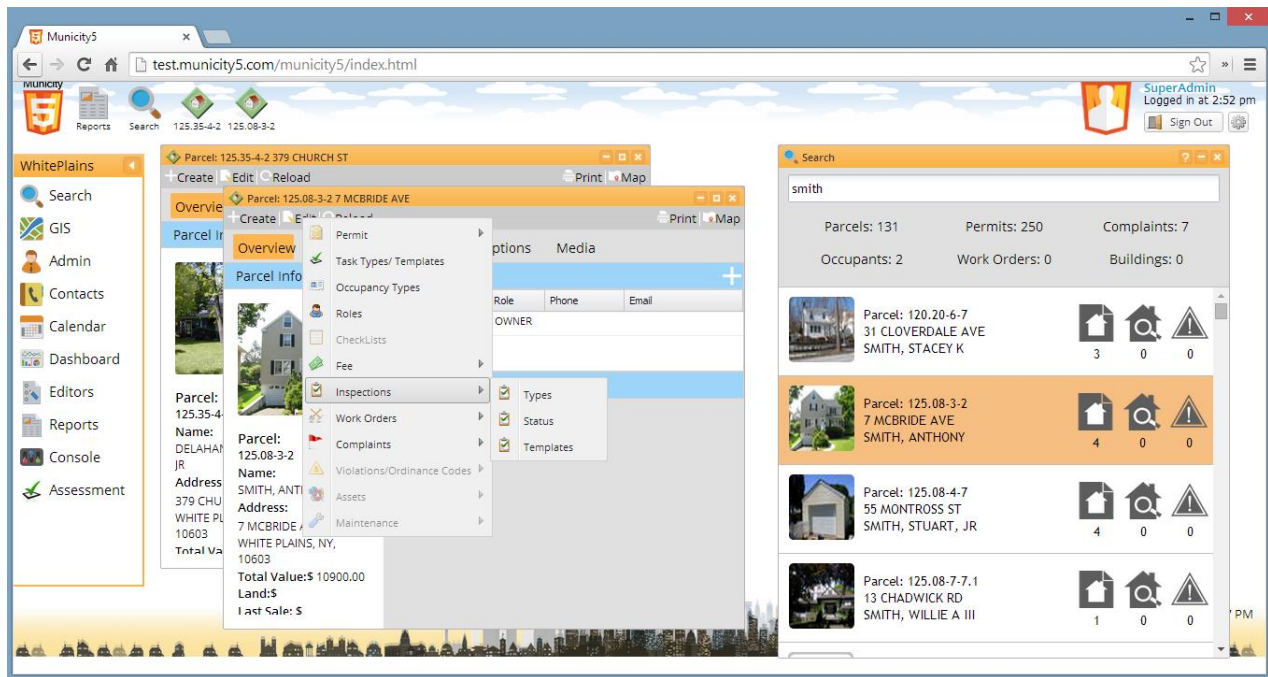 Municity5
test.municity5.com/municity5/index.html
Municity
Reports
Search
125.35-4-2
125.08-3-2
SuperAdmin
Logged in at 2:52 pm
Sign Out
WhitePlains
Search
GIS
Admin
Contacts
Calendar
Dashboard
Editors
Reports
Console
Assessment
Parcel: 125.35-4-2 379 CHURCH ST
Create Edit Reload Print Map
Overvie
Parcel Ir
Parcel:
125.35-4-
Name:
DELAHAN
JR
Address
379 CHU
WHITE PL
10603
Total Va
Parcel: 125.08-3-2 7 MCBRIDE AVE
Create Edit Reload Print Map
Overview ptions Media
Parcel Info
Role Phone Email
OWNER
Parcel:
125.08-3-2
Name:
SMITH, ANT
Address:
7 MCBRIDE A
WHITE PLAINS, NY,
10603
Total Value:$ 10900.00
Land:$
Last Sale: $
Permit
Task Types/ Templates
Occupancy Types
Roles
CheckLists
Fee
Inspections
Work Orders
Complaints
Violations/Ordinance Codes
Assets
Maintenance
Types
Status
Templates
Search
smith
Parcels: 131 Permits: 250 Complaints: 7
Occupants: 2 Work Orders: 0 Buildings: 0
Parcel: 120.20-6-7
31 CLOVERDALE AVE
SMITH, STACEY K
3 0 0
Parcel: 125.08-3-2
7 MCBRIDE AVE
SMITH, ANTHONY
4 0 0
Parcel: 125.08-4-7
55 MONTROSS ST
SMITH, STUART, JR
4 0 0
Parcel: 125.08-7-7.1
13 CHADWICK RD
SMITH, WILLIE A III
1 0 0
PM